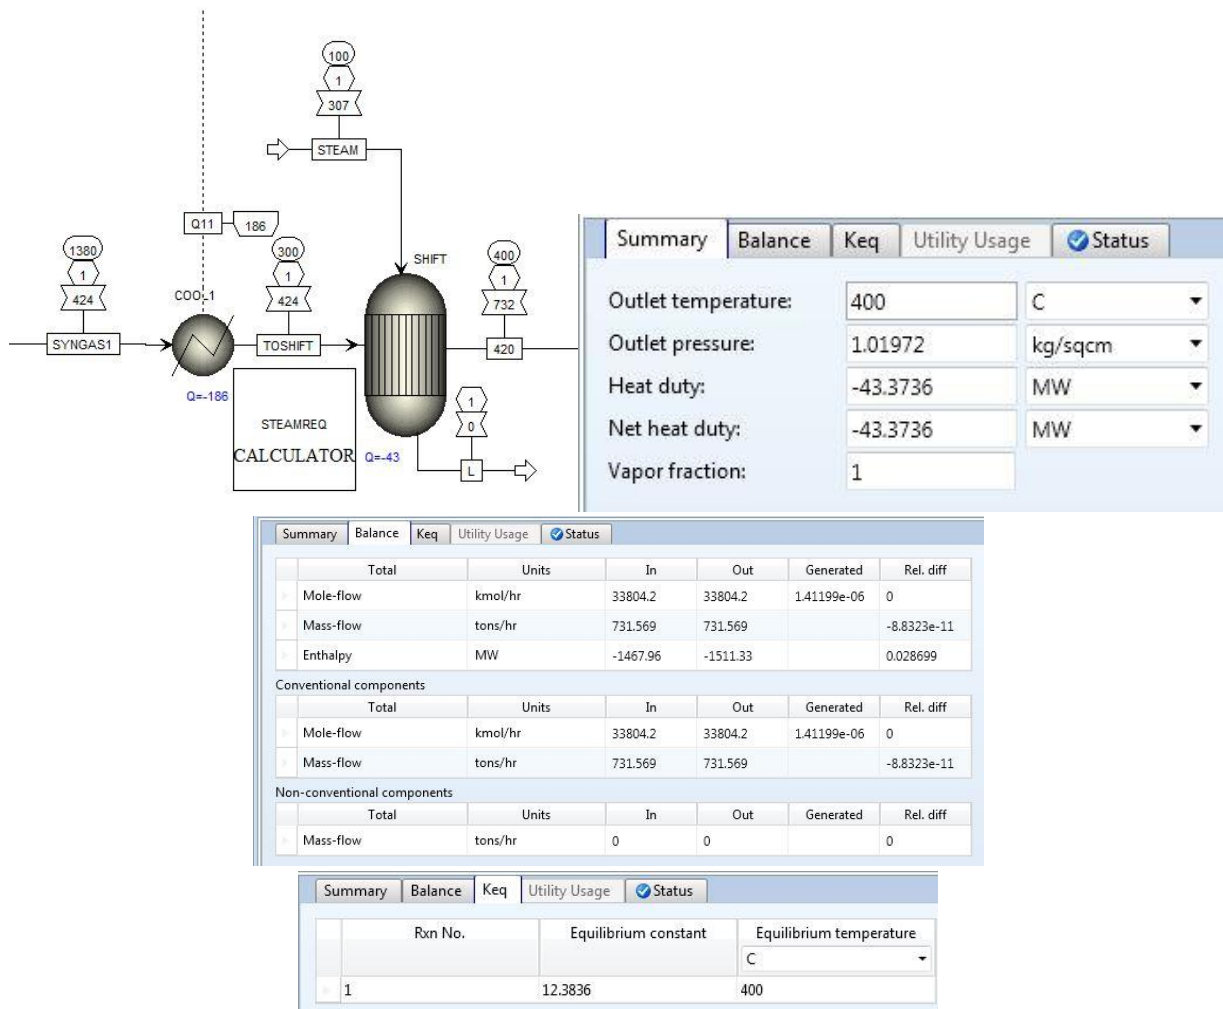 100
1
307
STEAM
Q11
186
1380
1
424
SYNGAS1
COOL1
Q=-186
300
1
424
TOSHIFT
SHIFT
400
1
732
420
STEAMREQ
CALCULATOR
Q=-43
1
0
L
Summary Balance Keq Utility Usage Status
Outlet temperature: 400 C
Outlet pressure: 1.01972 kg/sqcm
Heat duty: -43.3736 MW
Net heat duty: -43.3736 MW
Vapor fraction: 1
Summary Balance Keq Utility Usage Status
Total Units In Out Generated Rel. diff
Mole-flow kmol/hr 33804.2 33804.2 1.41199e-06 0
Mass-flow tons/hr 731.569 731.569 -8.8323e-11
Enthalpy MW -1467.96 -1511.33 0.028699
Conventional components
Total Units In Out Generated Rel. diff
Mole-flow kmol/hr 33804.2 33804.2 1.41199e-06 0
Mass-flow tons/hr 731.569 731.569 -8.8323e-11
Non-conventional components
Total Units In Out Generated Rel. diff
Mass-flow tons/hr 0 0 0
Summary Balance Keq Utility Usage Status
Rxn No. Equilibrium constant Equilibrium temperature
C
1 12.3836 400